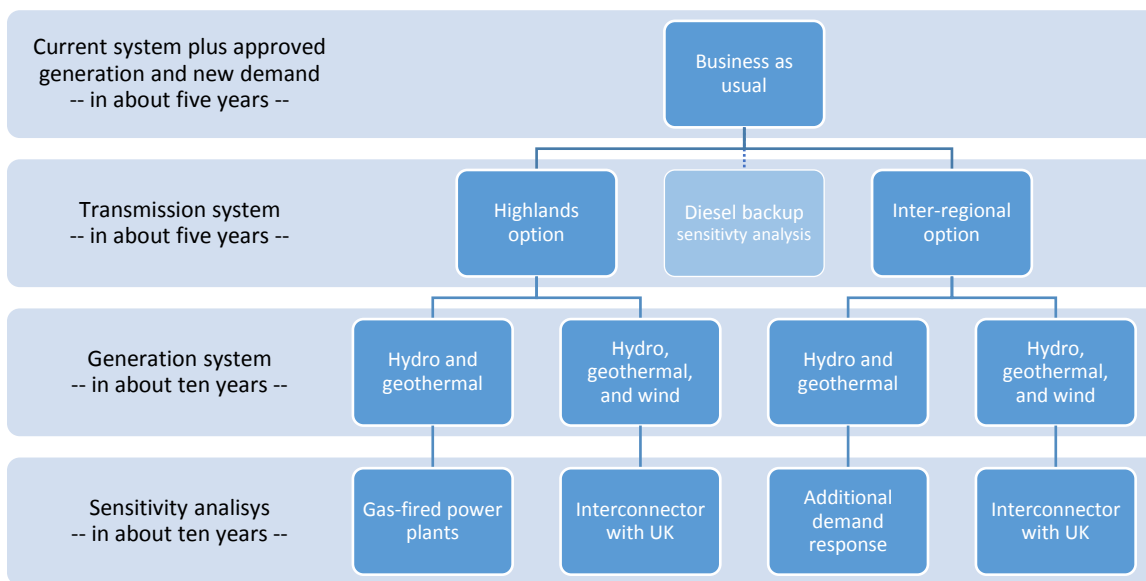 Current system plus approved
generation and new demand
-- in about five years --
Business as
usual
Transmission system
-- in about five years --
Highlands
option
Diesel backup
sensitivty analysis
Inter-regional
option
Generation system
-- in about ten years --
Hydro and
geothermal
Hydro,
geothermal,
and wind
Hydro and
geothermal
Hydro,
geothermal,
and wind
Sensitivity analisys
-- in about ten years --
Gas-fired power
plants
Interconnector
with UK
Additional
demand
response
Interconnector
with UK